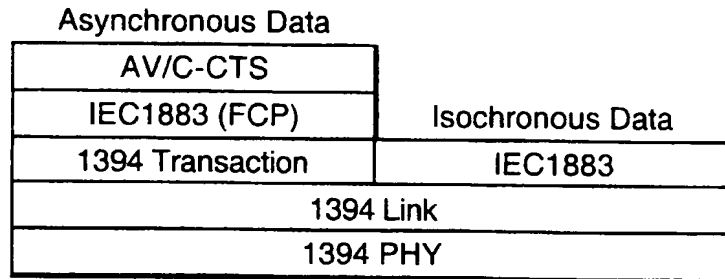 Asynchronous Data
AV/C-CTS
IEC1883 (FCP)
Isochronous Data
1394 Transaction
IEC1883
1394 Link
1394 PHY